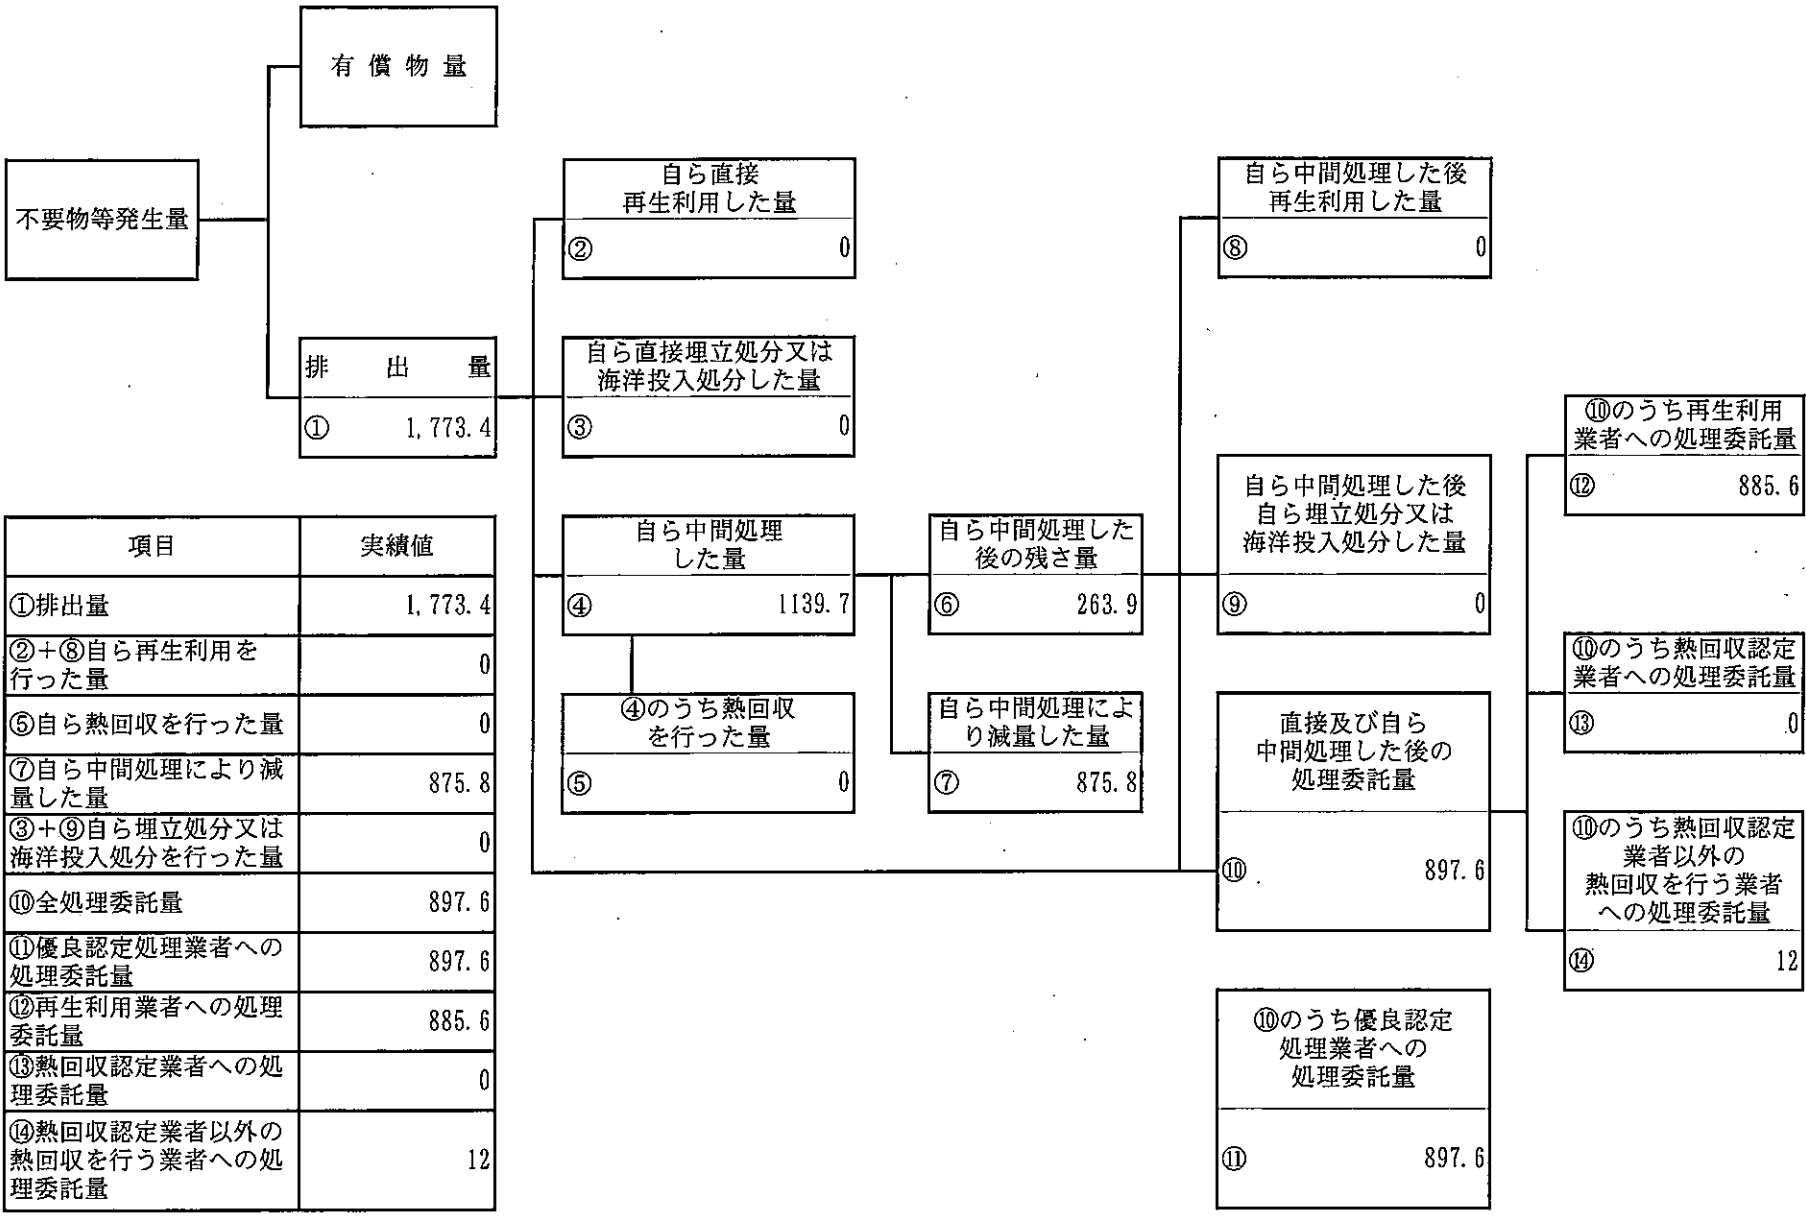 有償物量
不要物等発生量
排出量
① 1,773.4
自ら直接
再生利用した量
② 0
自ら直接埋立処分又は
海洋投入処分した量
③ 0
自ら中間処理
した量
④ 1139.7
④のうち熱回収
を行った量
⑤ 0
自ら中間処理した
後の残さ量
⑥ 263.9
自ら中間処理によ
り減量した量
⑦ 875.8
自ら中間処理した後
再生利用した量
⑧ 0
自ら中間処理した後
自ら埋立処分又は
海洋投入処分した量
⑨ 0
直接及び自ら
中間処理した後の
処理委託量
⑩ 897.6
⑩のうち優良認定
処理業者への
処理委託量
⑪ 897.6
⑩のうち再生利用
業者への処理委託量
⑫ 885.6
⑩のうち熱回収認定
業者への処理委託量
⑬ 0
⑩のうち熱回収認定
業者以外の
熱回収を行う業者
への処理委託量
⑭ 12
項目 実績値
①排出量 1,773.4
②+⑧自ら再生利用を
行った量 0
⑤自ら熱回収を行った量 0
⑦自ら中間処理により減
量した量 875.8
③+⑨自ら埋立処分又は
海洋投入処分を行った量 0
⑩全処理委託量 897.6
⑪優良認定処理業者への
処理委託量 897.6
⑫再生利用業者への処理
委託量 885.6
⑬熱回収認定業者への処
理委託量 0
⑭熱回収認定業者以外の
熱回収を行う業者への処
理委託量 12